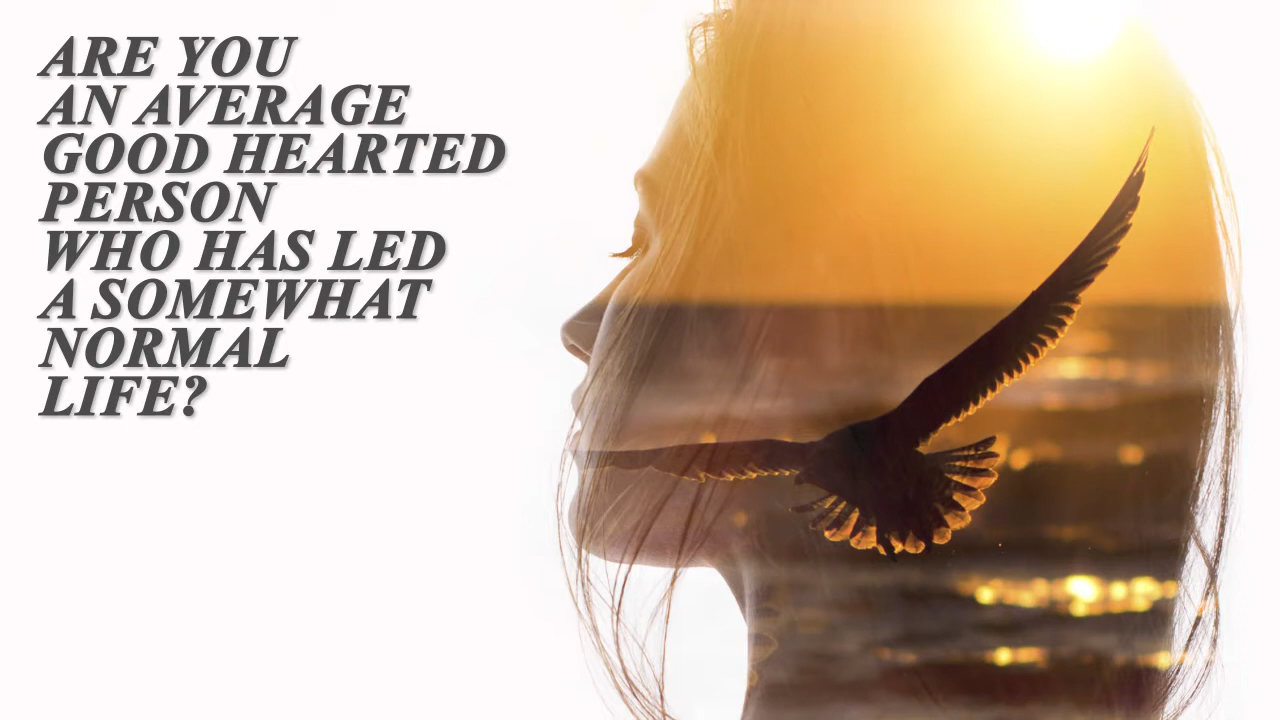 ARE YOU
AN AVERAGE
GOOD HEARTED
PERSON
WHO HAS LED
A SOMEWHAT
NORMAL
LIFE?